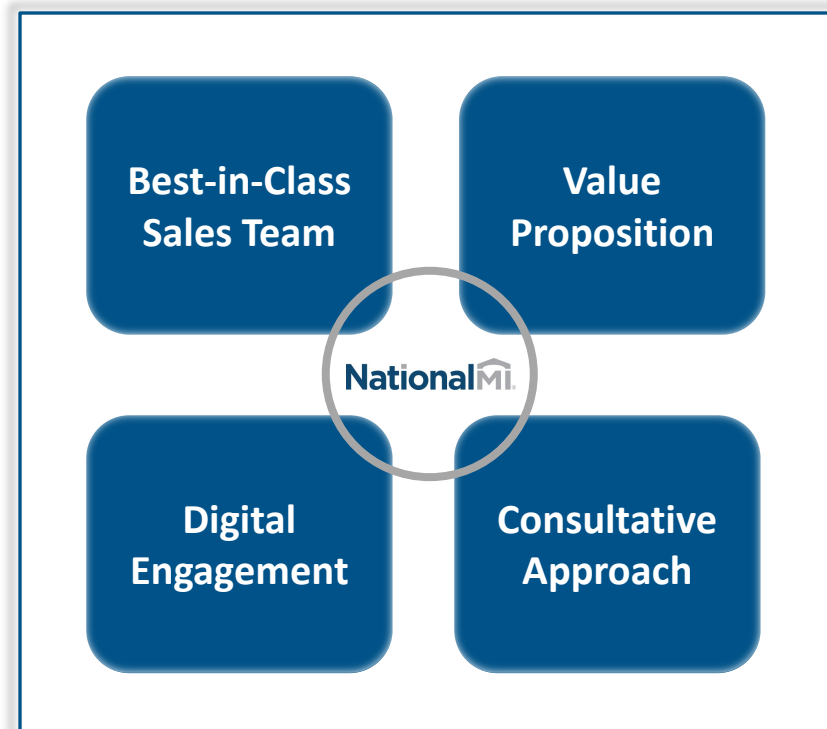 Best-in-Class
Sales Team
Value
Proposition
NationalMI.
Digital
Engagement
Consultative
Approach